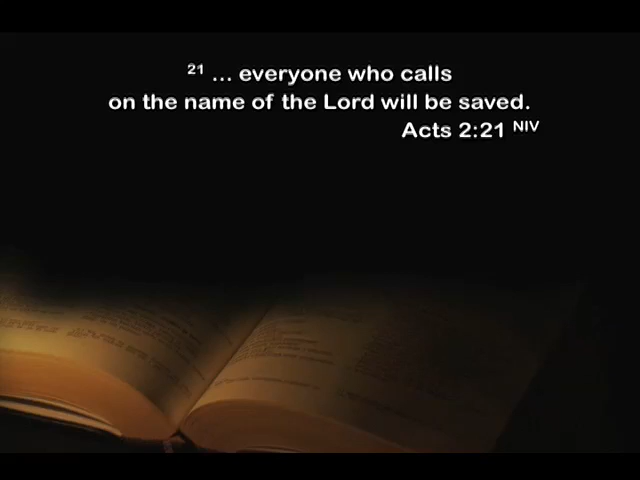 21 ... everyone who calls
on the name of the Lord will be saved.
Acts 2:21 NIV